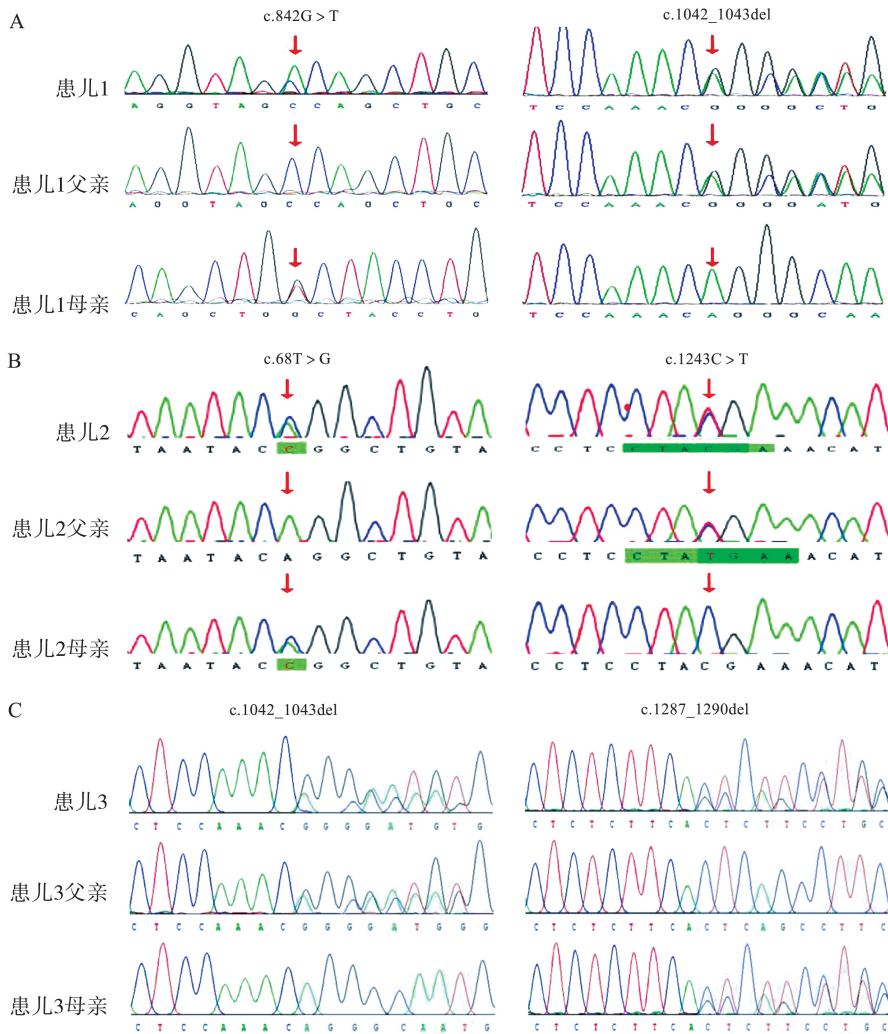 A
c.842G > T
c.1042_1043del
患儿1
A G G T A G C C A G C T G C
T C C A A A C G G G G C T G
患儿1父亲
A G G T A G C C A G C T G C
T C C A A A C G G G G A T G
患儿1母亲
C A G C T G G C T A C C T G
T C C A A A C A G G G C A A
B
c.68T > G
c.1243C > T
患儿2
T A A T A C C G G C T G T A
C C T C C T A C G A A A C A T
患儿2父亲
T A A T A C A G G C T G T A
C C T C C T A T G A A A C A T
患儿2母亲
T A A T A C C G G C T G T A
C C T C C T A C G A A A C A T
C
c.1042_1043del
c.1287_1290del
患儿3
C T C C A A A C G G G G A T G T G
C T C T C T T C A C T C T T C C T G C
患儿3父亲
C T C C A A A C G G G G A T G G G
C T C T C T T C A C T C A G C C T T C
患儿3母亲
C T C C A A A C A G G G C A A T G
C T C T C T T C A